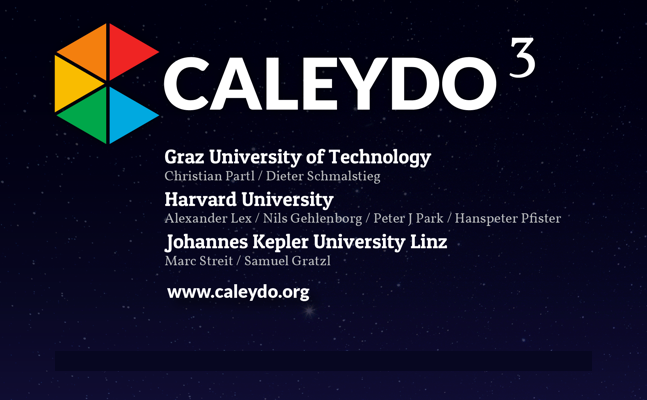 CALEYDO 3
Graz University of Technology
Christian Partl / Dieter Schmalstieg
Harvard University
Alexander Lex / Nils Gehlenborg / Peter J Park / Hanspeter Pfister
Johannes Kepler University Linz
Marc Streit / Samuel Gratzl
www.caleydo.org